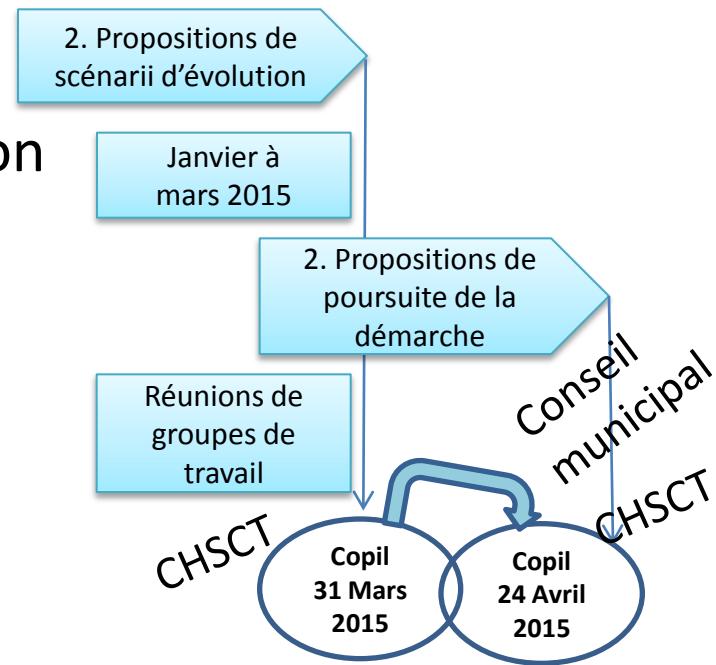 2. Propositions de
scénarii d'évolution
on
Janvier à
mars 2015
2. Propositions de
poursuite de la
démarche
Conseil
municipal
Réunions de
groupes de
travail
CHSCT
CHSCT
Copil
31 Mars
2015
Copil
24 Avril
2015